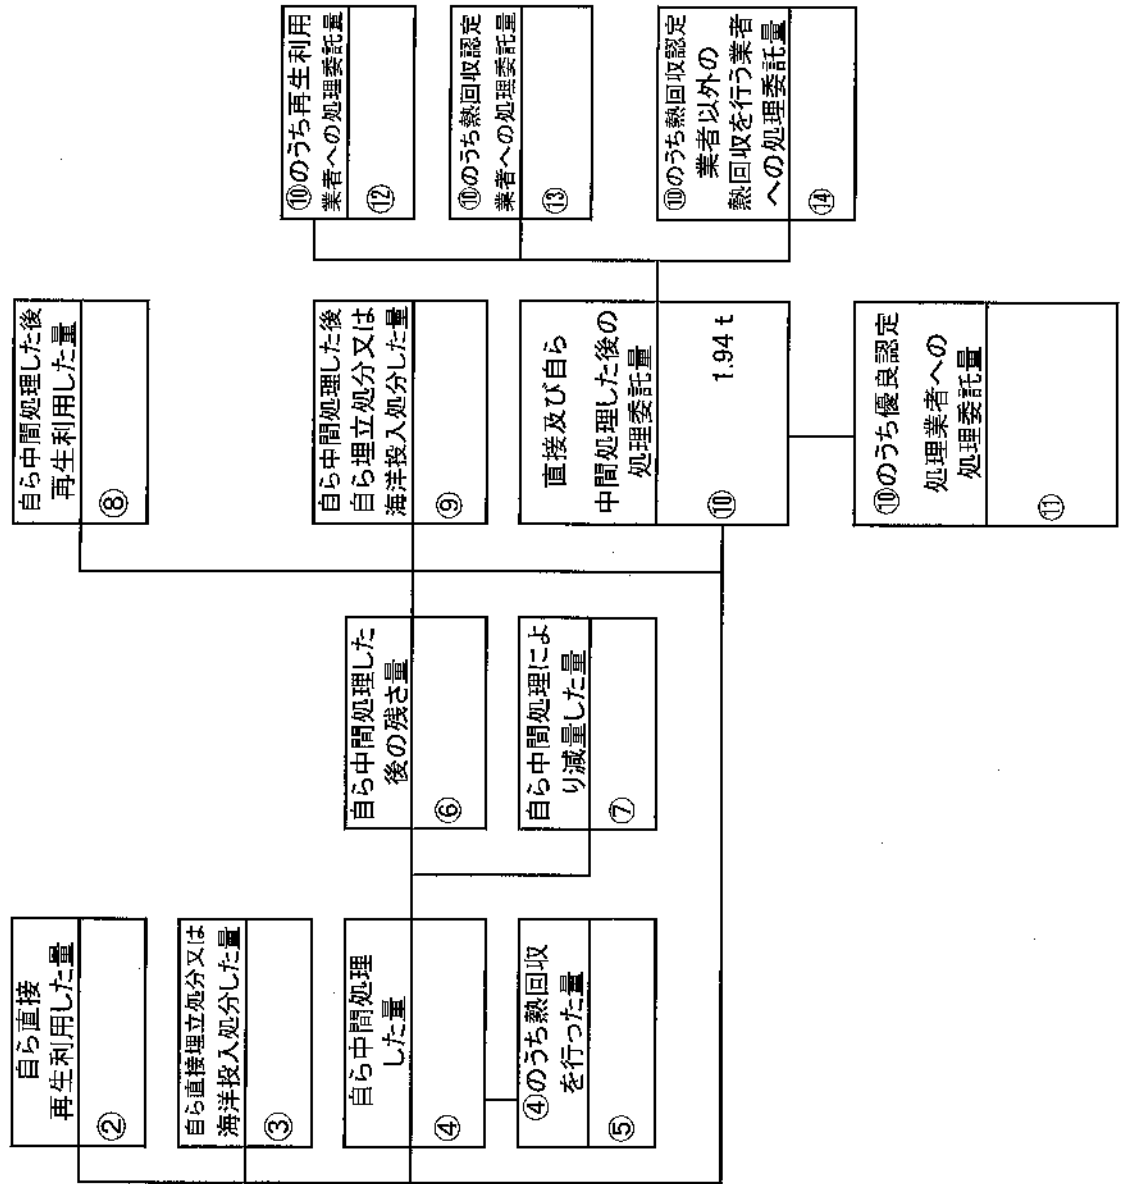 自ら直接
再生利用した量
②
自ら直接埋立処分又は
海洋投入処分した量
③
自ら中間処理
した量
④
④のうち熱回収
を行った量
⑤
自ら中間処理した
後の残さ量
⑥
自ら中間処理によ
り減量した量
⑦
自ら中間処理した後
再生利用した量
⑧
自ら中間処理した後
自ら埋立処分又は
海洋投入処分した量
⑨
直接及び自ら
中間処理した後の
処理委託量
⑩ 1.94 t
⑩のうち優良認定
処理業者への
処理委託量
⑪
⑩のうち再生利用
業者への処理委託量
⑫
⑩のうち熱回収認定
業者への処理委託量
⑬
⑩のうち熱回収認定
業者以外の
熱回収を行う業者
への処理委託量
⑭